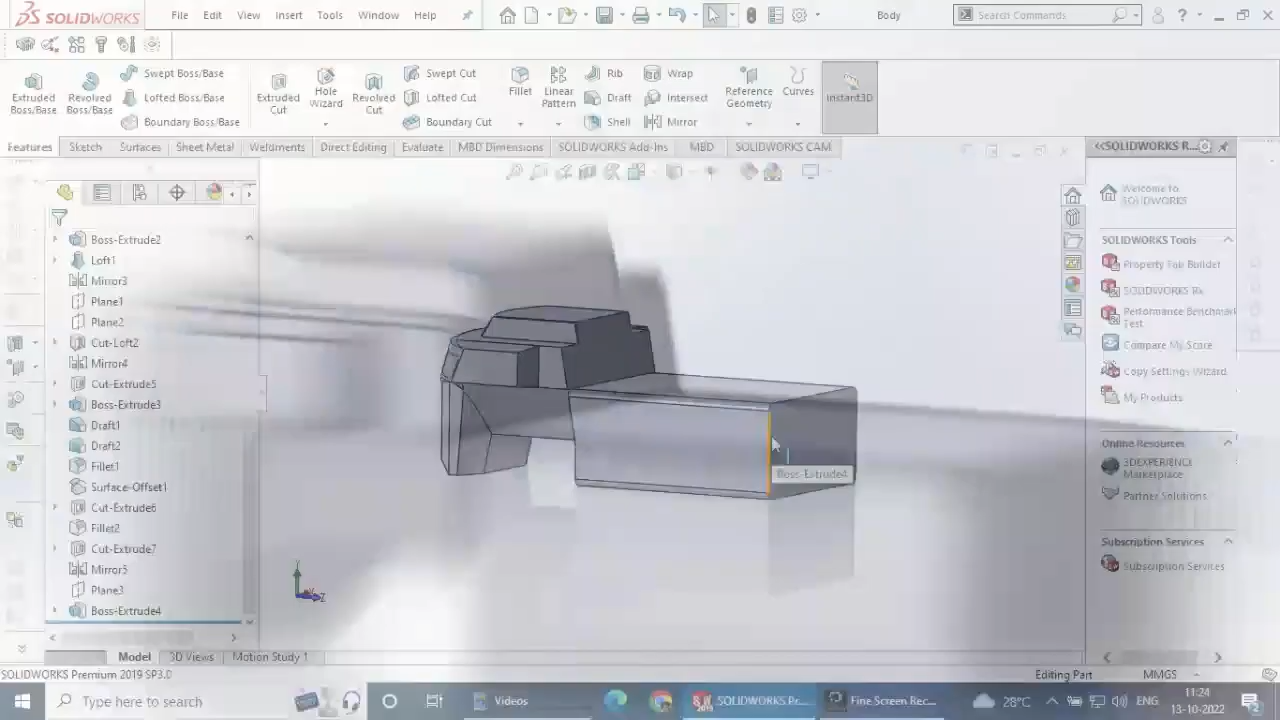 SOLIDWORKS File Edit View Insert Tools Window Help Body Search Commands
Extruded Boss/Base
Revolved Boss/Base
Swept Boss/Base
Lofted Boss/Base
Boundary Boss/Base
Extruded Cut
Hole Wizard
Revolved Cut
Swept Cut
Lofted Cut
Boundary Cut
Fillet
Linear Pattern
Rib
Draft
Shell
Wrap
Intersect
Mirror
Reference Geometry
Curves
Instant3D
Features Sketch Surfaces Sheet Metal Weldments Direct Editing Evaluate MBD Dimensions SOLIDWORKS Add-Ins MBD SOLIDWORKS CAM
Boss-Extrude2
Loft1
Mirror3
Plane1
Plane2
Cut-Loft2
Mirror4
Cut-Extrude5
Boss-Extrude3
Draft1
Draft2
Fillet1
Surface-Offset1
Cut-Extrude6
Fillet2
Cut-Extrude7
Mirror5
Plane3
Boss-Extrude4
Boss-Extrude4
<<SOLIDWORKS R...
Welcome to
SOLIDWORKS
SOLIDWORKS Tools
Property Tab Builder
SOLIDWORKS Rx
Performance Benchmark
Test
Compare My Score
Copy Settings Wizard
My Products
Online Resources
3DEXPERIENCE
Marketplace
Partner Solutions
Subscription Services
Subscription Services
Model 3D Views Motion Study 1
SOLIDWORKS Premium 2019 SP3.0 Editing Part MMGS
Type here to search Videos SOLIDWORKS Pr... Fine Screen Rec... 28°C ENG 11:24
13-10-2022